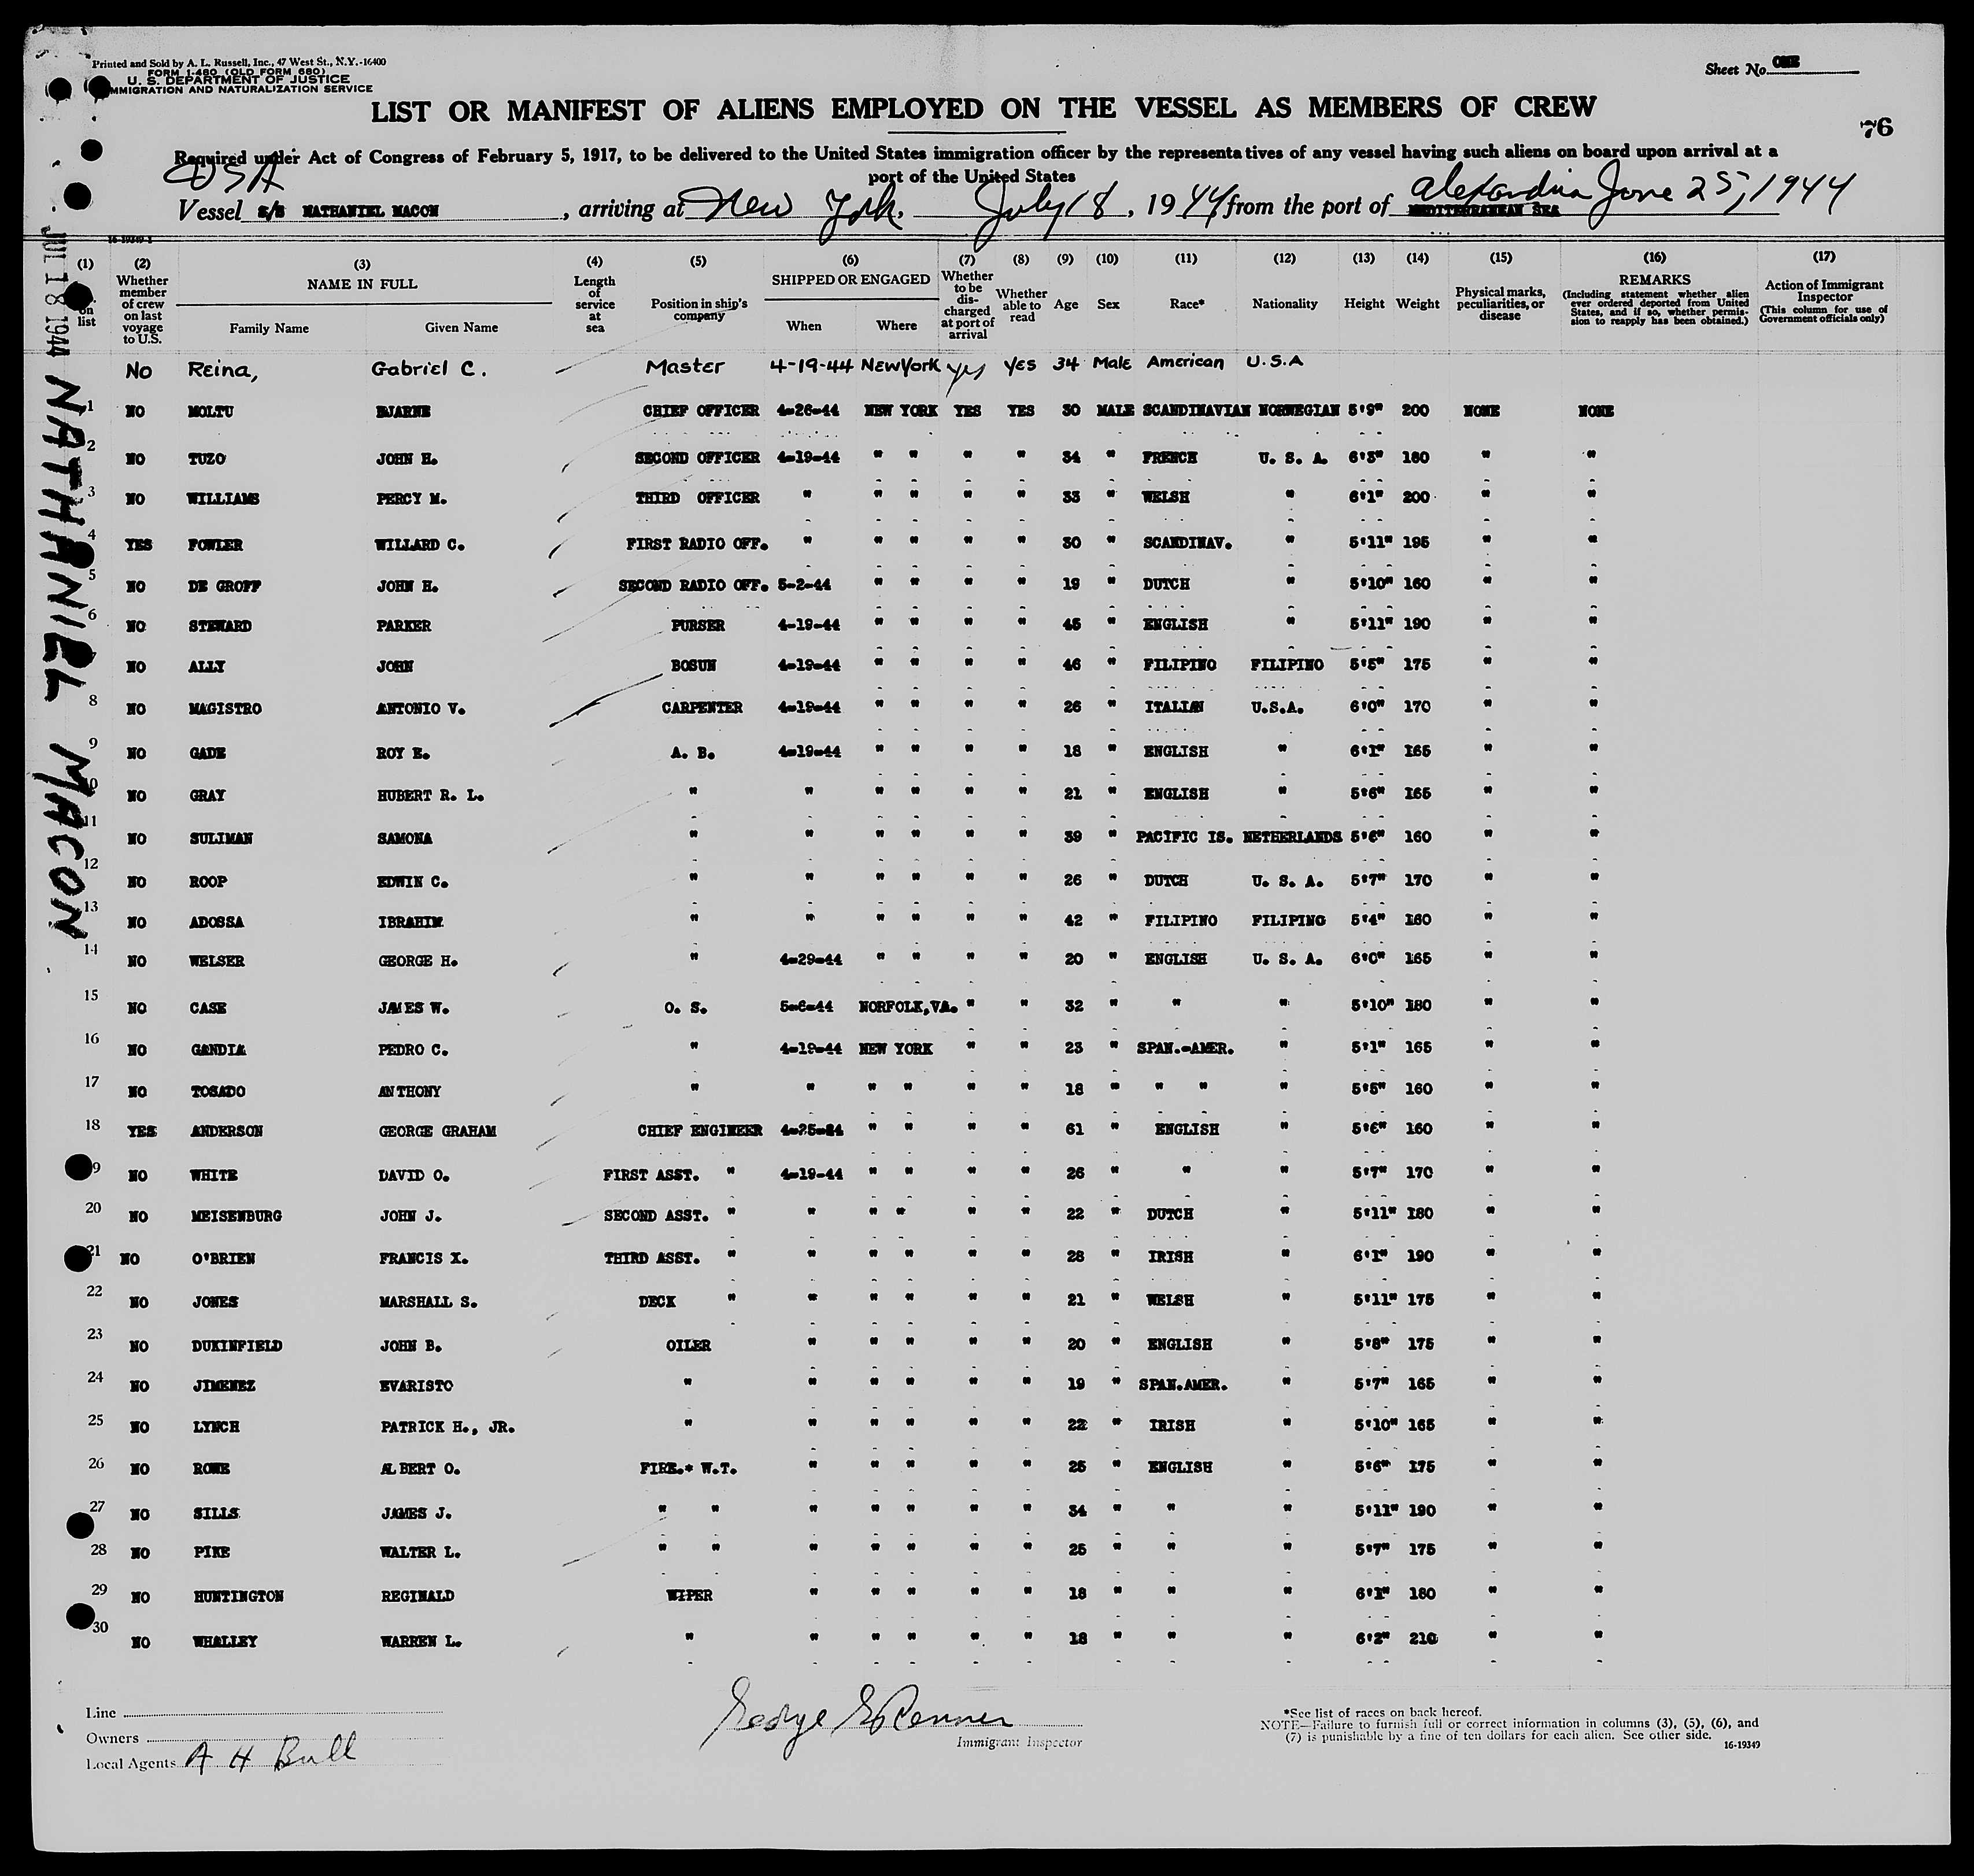 Printed and Sold by A. L. Russell, Inc., 47 West St., N.Y.-16400
FORM I-480 (OLD FORM 680)
U. S. DEPARTMENT OF JUSTICE
IMMIGRATION AND NATURALIZATION SERVICE
Sheet No. ONE
LIST OR MANIFEST OF ALIENS EMPLOYED ON THE VESSEL AS MEMBERS OF CREW
76
Required under Act of Congress of February 5, 1917, to be delivered to the United States immigration officer by the representatives of any vessel having such aliens on board upon arrival at a
port of the United States
USA
Vessel S/S NATHANIEL MACON, arriving at New York, July 18, 1944 from the port of Alexandria June 25, 1944
MEDITERRANEAN SEA
16-19349-1
JUL 18 1944 NATHANIEL MACON
(1) No. on list (2) Whether member of crew on last voyage to U.S. (3) NAME IN FULL Family Name Given Name (4) Length of service at sea (5) Position in ship's company (6) SHIPPED OR ENGAGED When Where (7) Whether to be discharged at port of arrival (8) Whether able to read (9) Age (10) Sex (11) Race* (12) Nationality (13) Height (14) Weight (15) Physical marks, peculiarities, or disease (16) REMARKS (Including statement whether alien ever ordered deported from United States, and if so, whether permission to reapply has been obtained.) (17) Action of Immigrant Inspector (This column for use of Government officials only)
No Reina, Gabriel C. Master 4-19-44 New York yes Yes 34 Male American U.S.A
1 NO MOLTU BJARNE CHIEF OFFICER 4-26-44 NEW YORK YES YES 30 MALE SCANDINAVIAN NORWEGIAN 5'9" 200 NONE NONE
2 NO TUZO JOHN H. SECOND OFFICER 4-19-44 " " " " 34 " FRENCH U. S. A. 6'3" 180 " "
3 NO WILLIAMS PERCY M. THIRD OFFICER " " " " " 33 " WELSH " 6'1" 200 " "
4 YES FOWLER WILLARD C. FIRST RADIO OFF. " " " " " 30 " SCANDINAV. " 5'11" 195 " "
5 NO DE GROFF JOHN H. SECOND RADIO OFF. 5-2-44 " " " " 19 " DUTCH " 5'10" 160 " "
6 NO STEWARD PARKER PURSER 4-19-44 " " " " 45 " ENGLISH " 5'11" 190 " "
7 NO ALLY JOHN BOSUN 4-19-44 " " " " 46 " FILIPINO FILIPINO 5'5" 175 " "
8 NO MAGISTRO ANTONIO V. CARPENTER 4-19-44 " " " " 26 " ITALIAN U.S.A. 6'0" 170 " "
9 NO GADE ROY E. A. B. 4-19-44 " " " " 18 " ENGLISH " 6'1" 165 " "
10 NO GRAY HUBERT R. L. " " " " " " 21 " ENGLISH " 5'6" 165 " "
11 NO SULIMAN SAMONA " " " " " " 39 " PACIFIC IS. NETHERLANDS 5'6" 160 " "
12 NO ROOP EDWIN C. " " " " " " 26 " DUTCH U. S. A. 5'7" 170 " "
13 NO ADOSSA IBRAHIM " " " " " " 42 " FILIPINO FILIPINO 5'4" 160 " "
14 NO WELSER GEORGE H. " 4-29-44 " " " " 20 " ENGLISH U. S. A. 6'0" 165 " "
15 NO CASE JAMES W. O. S. 5-6-44 NORFOLK,VA. " " 32 " " " 5'10" 180 " "
16 NO GANDIA PEDRO C. " 4-19-44 NEW YORK " " 23 " SPAN.-AMER. " 5'1" 165 " "
17 NO TOSADO ANTHONY " " " " " " 18 " " " " 5'5" 160 " "
18 YES ANDERSON GEORGE GRAHAM CHIEF ENGINEER 4-25-44 " " " " 61 " ENGLISH " 5'6" 160 " "
19 NO WHITE DAVID O. FIRST ASST. " 4-19-44 " " " " 26 " " " 5'7" 170 " "
20 NO MEISENBURG JOHN J. SECOND ASST. " " " " " " 22 " DUTCH " 5'11" 180 " "
21 NO O'BRIEN FRANCIS X. THIRD ASST. " " " " " " 28 " IRISH " 6'1" 190 " "
22 NO JONES MARSHALL S. DECK " " " " " " 21 " WELSH " 5'11" 175 " "
23 NO DUKINFIELD JOHN B. OILER " " " " " 20 " ENGLISH " 5'8" 175 " "
24 NO JIMENEZ EVARISTO " " " " " " 19 " SPAN.AMER. " 5'7" 165 " "
25 NO LYNCH PATRICK H., JR. " " " " " " 22 " IRISH " 5'10" 165 " "
26 NO ROWE ALBERT O. FIRE.* W.T. " " " " " 25 " ENGLISH " 5'6" 175 " "
27 NO SILLS JAMES J. " " " " " " " 34 " " " 5'11" 190 " "
28 NO PIKE WALTER L. " " " " " " " 25 " " " 5'7" 175 " "
29 NO HUNTINGTON REGINALD WIPER " " " " " 18 " " " 6'1" 180 " "
30 NO WHALLEY WARREN L. " " " " " " 18 " " " 6'2" 210 " "
Line
Owners
Local Agents A H Bull
Immigrant Inspector
*See list of races on back hereof.
NOTE—Failure to furnish full or correct information in columns (3), (5), (6), and
(7) is punishable by a fine of ten dollars for each alien. See other side.
16-19349